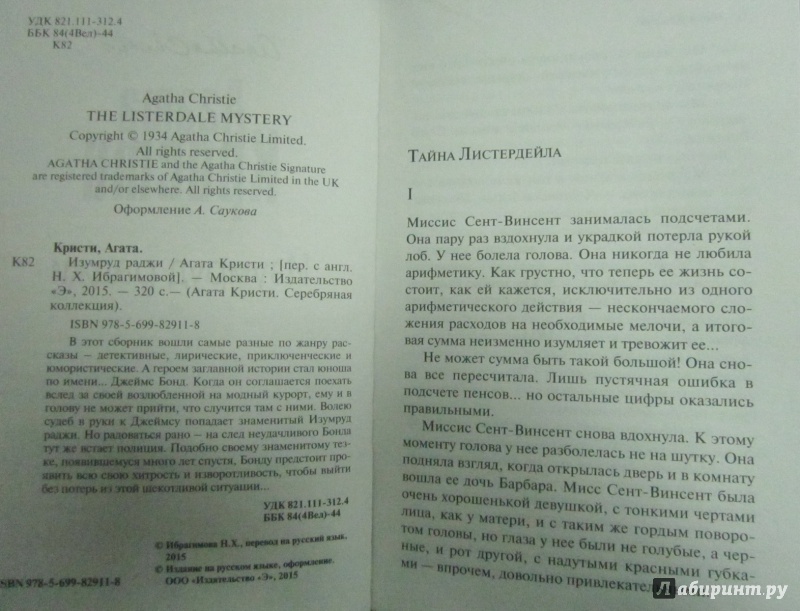 УДК 821.111-312.4
ББК 84(4Вел)-44
К82
Agatha Christie
THE LISTERDALE MYSTERY
Copyright © 1934 Agatha Christie Limited.
All rights reserved.
AGATHA CHRISTIE and the Agatha Christie Signature
are registered trademarks of Agatha Christie Limited in the UK
and/or elsewhere. All rights reserved.
Оформление А. Саукова
Кристи, Агата.
К82 Изумруд раджи / Агата Кристи ; [пер. с англ.
Н. Х. Ибрагимовой]. — Москва : Издательство
«Э», 2015. — 320 с.— (Агата Кристи. Серебряная
коллекция).
ISBN 978-5-699-82911-8
В этот сборник вошли самые разные по жанру рас-
сказы – детективные, лирические, приключенческие и
юмористические. А героем заглавной истории стал юноша
по имени... Джеймс Бонд. Когда он соглашается поехать
вслед за своей возлюбленной на модный курорт, ему и в
голову не может прийти, что случится там с ними. Волею
судеб в руки к Джеймсу попадает знаменитый Изумруд
раджи. Но радоваться рано – на след неудачливого Бонда
тут же встает полиция. Подобно своему знаменитому тезке,
появившемуся много лет спустя, Бонду предстоит про-
явить всю свою хитрость и изворотливость, чтобы выйти
без потерь из этой щекотливой ситуации...
УДК 821.111-312.4
ББК 84(4Вел)-44
© Ибрагимова Н.Х., перевод на русский язык,
2015
© Издание на русском языке, оформление.
ООО «Издательство «Э», 2015
ISBN 978-5-699-82911-8
ТАЙНА ЛИСТЕРДЕЙЛА
I
Миссис Сент-Винсент занималась подсчетами.
Она пару раз вздохнула и украдкой потерла рукой
лоб. У нее болела голова. Она никогда не любила
арифметику. Как грустно, что теперь ее жизнь со-
стоит, как ей кажется, исключительно из одного
арифметического действия — нескончаемого сло-
жения расходов на необходимые мелочи, а итого-
вая сумма неизменно изумляет и тревожит ее...
Не может сумма быть такой большой! Она сно-
ва все пересчитала. Лишь пустячная ошибка в
подсчете пенсов... но остальные цифры оказались
правильными.
Миссис Сент-Винсент снова вдохнула. К этому
моменту голова у нее разболелась не на шутку. Она
подняла взгляд, когда открылась дверь и в комнату
вошла ее дочь Барбара. Мисс Сент-Винсент была
очень хорошенькой девушкой, с тонкими чертами
лица, как у матери, и с таким же гордым поворо-
том головы, но глаза у нее были не голубые, а чер-
ные, и рот другой, с надутыми красными губка-
ми — впрочем, довольно привлекател
Лабиринт.ру